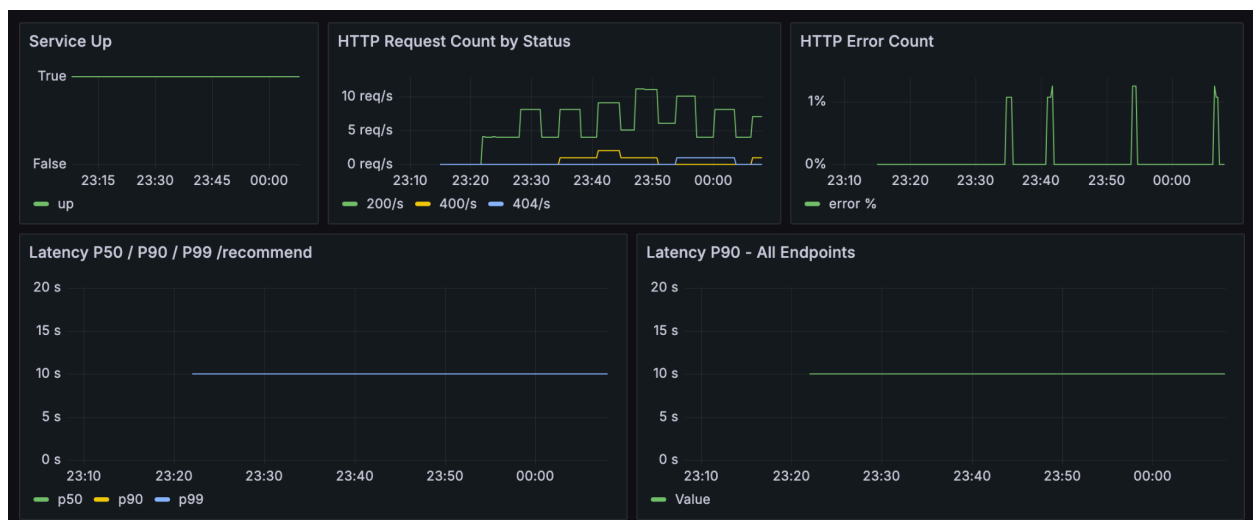 Service Up
True
False
23:15 23:30 23:45 00:00
up
HTTP Request Count by Status
10 req/s
5 req/s
0 req/s
23:10 23:20 23:30 23:40 23:50 00:00
200/s 400/s 404/s
HTTP Error Count
1%
0%
23:10 23:20 23:30 23:40 23:50 00:00
error %
Latency P50 / P90 / P99 /recommend
20 s
15 s
10 s
5 s
0 s
23:10 23:20 23:30 23:40 23:50 00:00
p50 p90 p99
Latency P90 - All Endpoints
20 s
15 s
10 s
5 s
0 s
23:10 23:20 23:30 23:40 23:50 00:00
Value